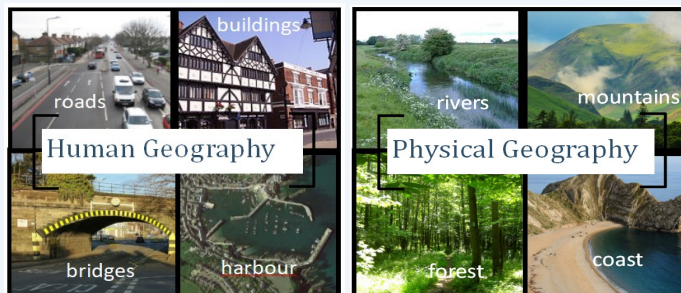 buildings
roads
Human Geography
bridges
harbour
rivers
mountains
Physical Geography
forest
coast